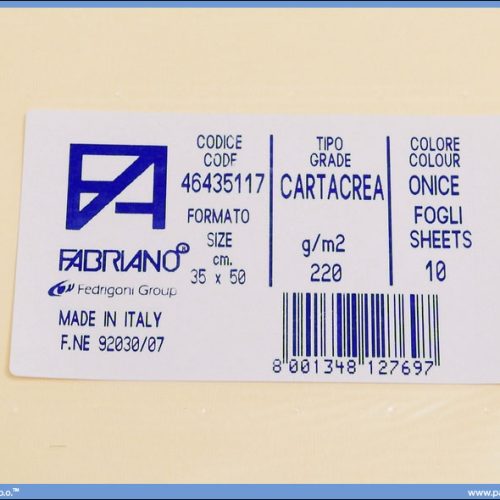 FABRIANO
Fedrigoni Group
MADE IN ITALY
F.NE 92030/07
CODICE
CODE
46435117
FORMATO
SIZE
cm.
35 x 50
TIPO
GRADE
CARTACREA
g/m2
220
COLORE
COLOUR
ONICE
FOGLI
SHEETS
10
8 001348 127697